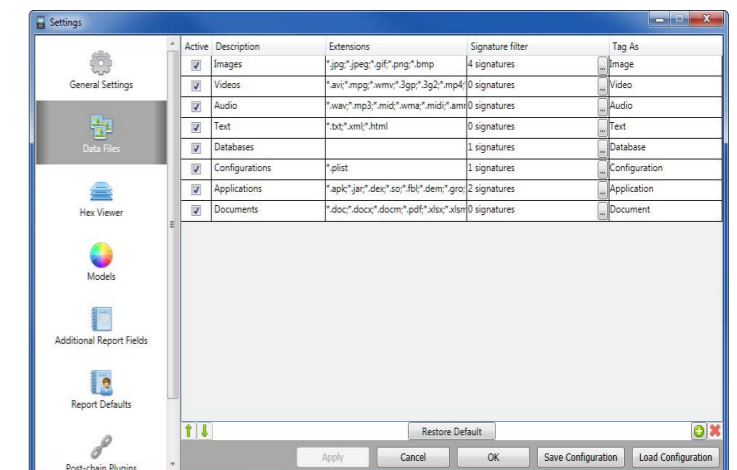 Settings
Active Description Extensions Signature filter Tag As
Images *.jpg;*.jpeg;*.gif;*.png;*.bmp 4 signatures ... Image
Videos *.avi;*.mpg;*.wmv;*.3gp;*.3g2;*.mp4; 0 signatures ... Video
Audio *.wav;*.mp3;*.mid;*.wma;*.midi;*.amr 0 signatures ... Audio
Text *.txt;*.xml;*.html 0 signatures ... Text
Databases 1 signatures ... Database
Configurations *.plist 1 signatures ... Configuration
Applications *.apk;*.jar;*.dex;*.so;*.fbl;*.dem;*.gro; 2 signatures ... Application
Documents *.doc;*.docx;*.docm;*.pdf;*.xlsx;*.xlsm 0 signatures ... Document
General Settings
Data Files
Hex Viewer
Models
Additional Report Fields
Report Defaults
Post-chain Plugins
Restore Default
Apply Cancel OK Save Configuration Load Configuration